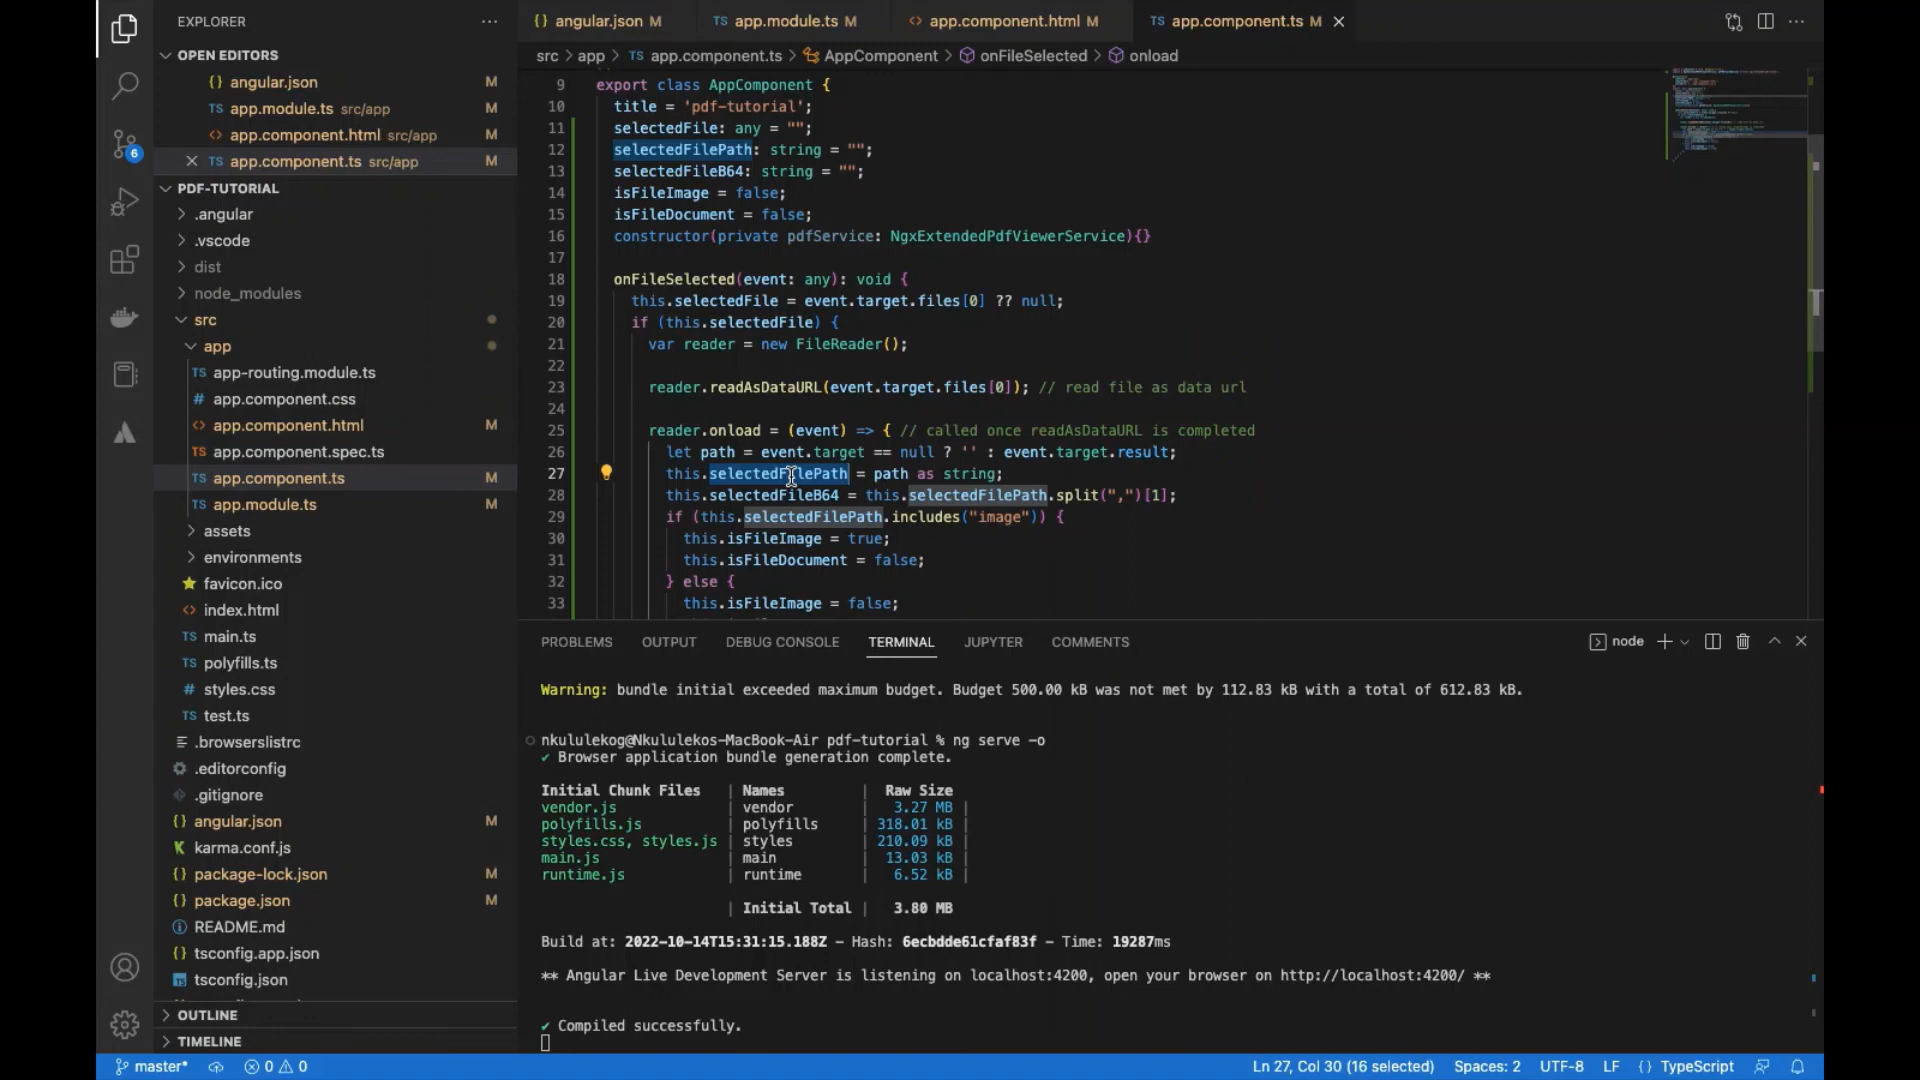 EXPLORER
OPEN EDITORS
angular.json M
app.module.ts src/app M
app.component.html src/app M
app.component.ts src/app M
PDF-TUTORIAL
.angular
.vscode
dist
node_modules
src
app
app-routing.module.ts
app.component.css
app.component.html M
app.component.spec.ts
app.component.ts M
app.module.ts M
assets
environments
favicon.ico
index.html
main.ts
polyfills.ts
styles.css
test.ts
.browserslistrc
.editorconfig
.gitignore
angular.json M
karma.conf.js
package-lock.json M
package.json M
README.md
tsconfig.app.json
tsconfig.json
OUTLINE
TIMELINE
6
angular.json M app.module.ts M app.component.html M app.component.ts M
src > app > TS app.component.ts > AppComponent > onFileSelected > onload
9 export class AppComponent {
10 title = 'pdf-tutorial';
11 selectedFile: any = "";
12 selectedFilePath: string = "";
13 selectedFileB64: string = "";
14 isFileImage = false;
15 isFileDocument = false;
16 constructor(private pdfService: NgxExtendedPdfViewerService){}
17
18 onFileSelected(event: any): void {
19 this.selectedFile = event.target.files[0] ?? null;
20 if (this.selectedFile) {
21 var reader = new FileReader();
22
23 reader.readAsDataURL(event.target.files[0]); // read file as data url
24
25 reader.onload = (event) => { // called once readAsDataURL is completed
26 let path = event.target == null ? '' : event.target.result;
27 this.selectedFilePath = path as string;
28 this.selectedFileB64 = this.selectedFilePath.split(",")[1];
29 if (this.selectedFilePath.includes("image")) {
30 this.isFileImage = true;
31 this.isFileDocument = false;
32 } else {
33 this.isFileImage = false;
PROBLEMS OUTPUT DEBUG CONSOLE TERMINAL JUPYTER COMMENTS node
Warning: bundle initial exceeded maximum budget. Budget 500.00 kB was not met by 112.83 kB with a total of 612.83 kB.
nkululekog@Nkululekos-MacBook-Air pdf-tutorial % ng serve -o
✔ Browser application bundle generation complete.
Initial Chunk Files | Names | Raw Size
vendor.js | vendor | 3.27 MB |
polyfills.js | polyfills | 318.01 kB |
styles.css, styles.js | styles | 210.09 kB |
main.js | main | 13.03 kB |
runtime.js | runtime | 6.52 kB |
| Initial Total | 3.80 MB
Build at: 2022-10-14T15:31:15.188Z - Hash: 6ecbdde61cfaf83f - Time: 19287ms
** Angular Live Development Server is listening on localhost:4200, open your browser on http://localhost:4200/ **
✔ Compiled successfully.
master* 0 0 Ln 27, Col 30 (16 selected) Spaces: 2 UTF-8 LF {} TypeScript